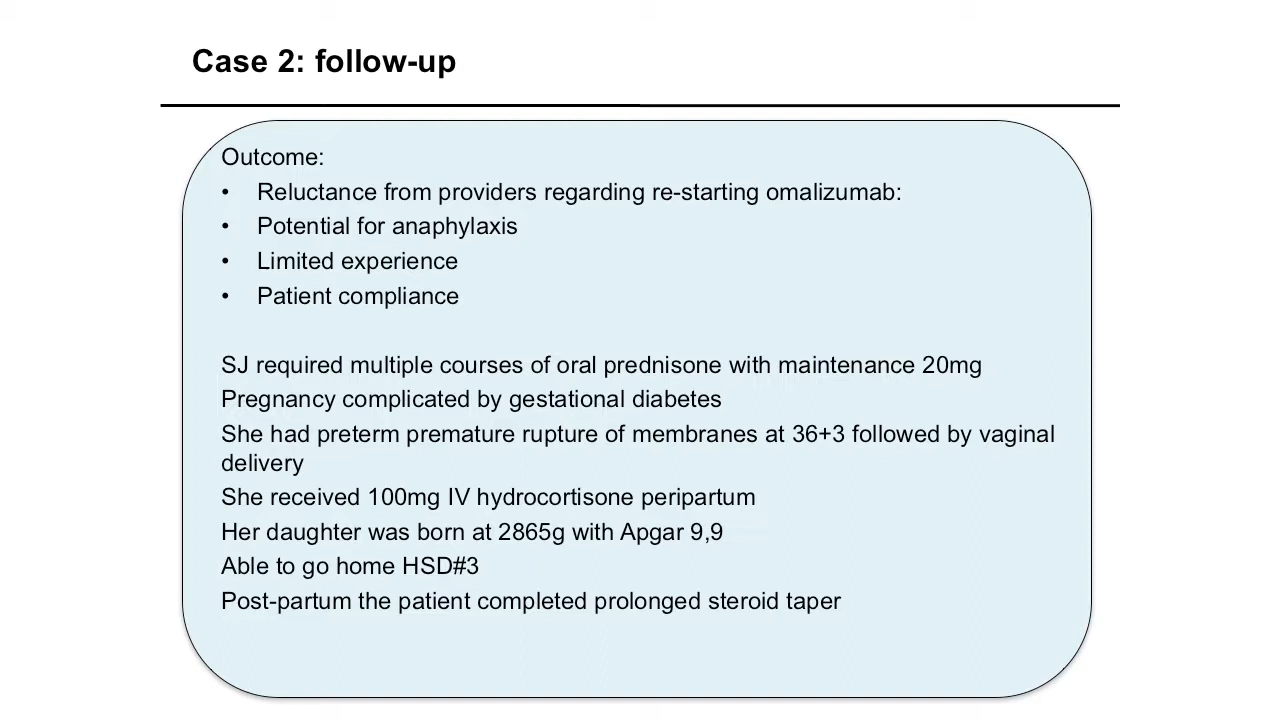 Case 2: follow-up
Outcome:
• Reluctance from providers regarding re-starting omalizumab:
• Potential for anaphylaxis
• Limited experience
• Patient compliance
SJ required multiple courses of oral prednisone with maintenance 20mg
Pregnancy complicated by gestational diabetes
She had preterm premature rupture of membranes at 36+3 followed by vaginal
delivery
She received 100mg IV hydrocortisone peripartum
Her daughter was born at 2865g with Apgar 9,9
Able to go home HSD#3
Post-partum the patient completed prolonged steroid taper